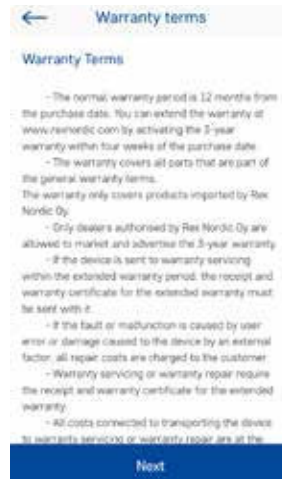 ← Warranty terms
Warranty Terms
- The normal warranty period is 12 months from
the purchase date. You can extend the warranty at
www.rexnordic.com by activating the 3-year
warranty within four weeks of the purchase date.
- The warranty covers all parts that are part of
the general warranty terms.
The warranty only covers products imported by Rex
Nordic Oy.
- Only dealers authorised by Rex Nordic Oy are
allowed to market and advertise the 3-year warranty.
- If the device is sent to warranty servicing
within the extended warranty period, the receipt and
warranty certificate for the extended warranty must
be sent with it.
- If the fault or malfunction is caused by user
error or damage caused to the device by an external
factor, all repair costs are charged to the customer.
- Warranty servicing or warranty repair require
the receipt and warranty certificate for the extended
warranty.
- All costs connected to transporting the device
to warranty servicing or warranty repair are at the
Next